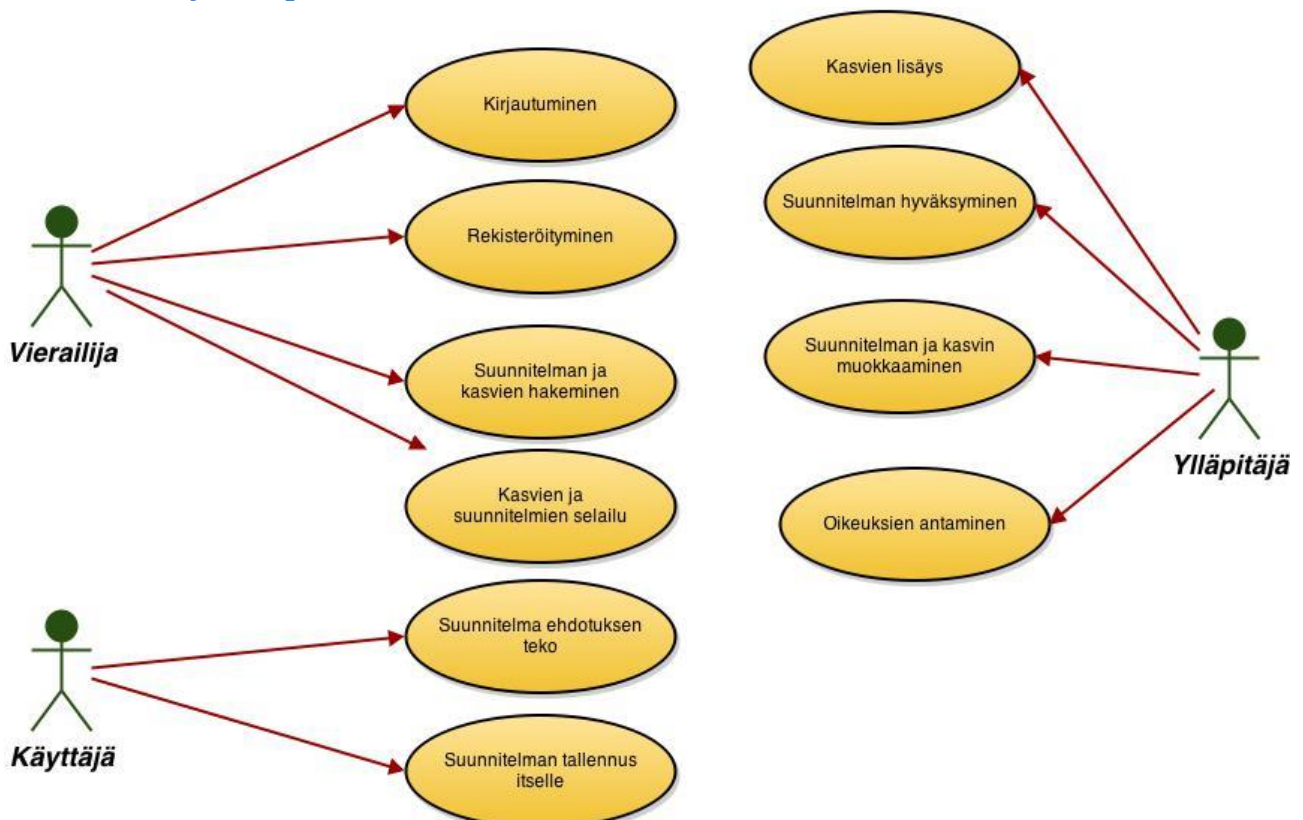 Kirjautuminen
Rekisteröityminen
Vierailija
Suunnitelman ja
kasvien hakeminen
Kasvien ja
suunnitelmien selailu
Suunnitelma ehdotuksen
teko
Käyttäjä
Suunnitelman tallennus
itselle
Kasvien lisäys
Suunnitelman hyväksyminen
Suunnitelman ja kasvin
muokkaaminen
Ylläpitäjä
Oikeuksien antaminen